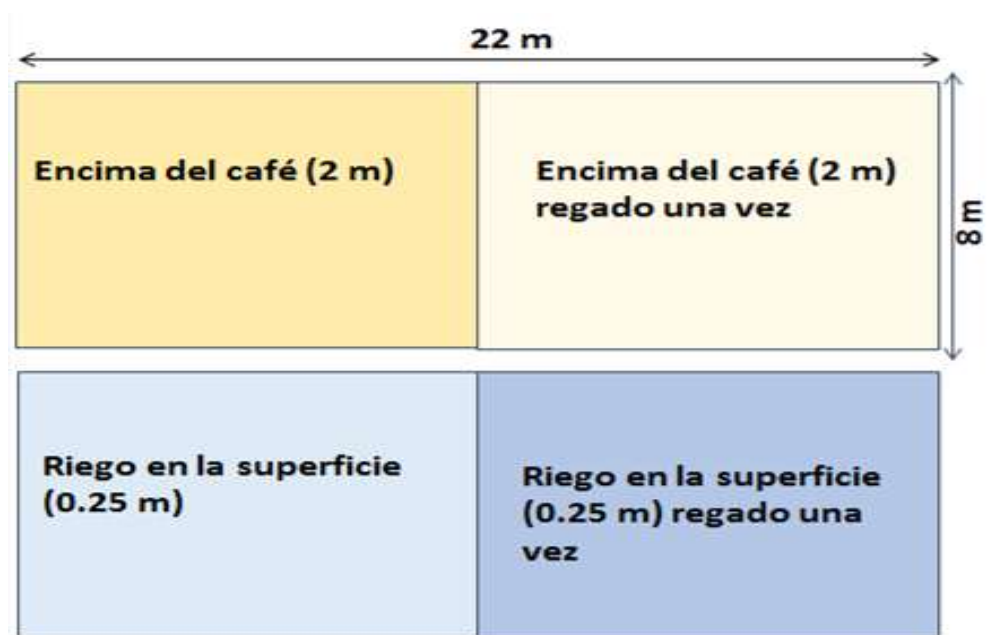 22 m
Encima del café (2 m)
Encima del café (2 m)
regado una vez
8 m
Riego en la superficie
(0.25 m)
Riego en la superficie
(0.25 m) regado una
vez